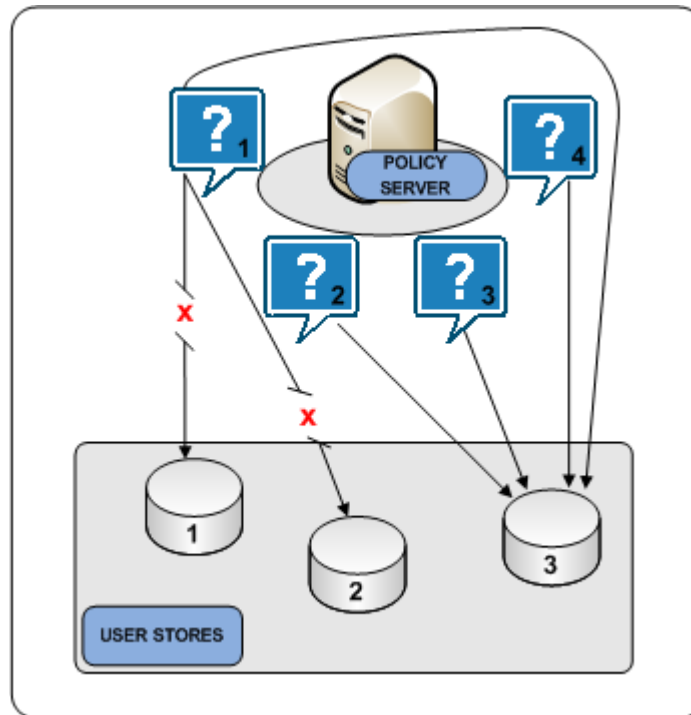 ? 1
POLICY
SERVER
? 4
? 2
? 3
X
X
1
2
3
USER STORES